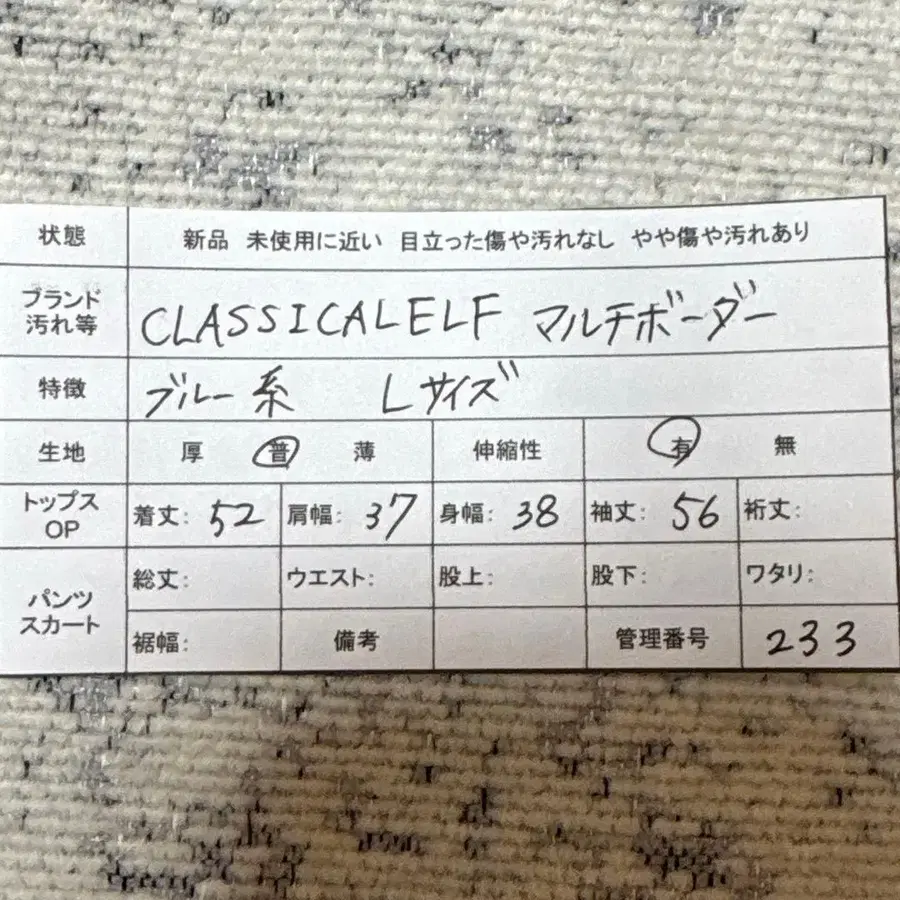 状態 新品 未使用に近い 目立った傷や汚れなし やや傷や汚れあり
ブランド
汚れ等 CLASSICALELF マルチボーダー
特徴 ブルー系 Lサイズ
生地 厚 普 薄 伸縮性 有 無
トップス
OP 着丈: 52 肩幅: 37 身幅: 38 袖丈: 56 裄丈:
パンツ
スカート 総丈: ウエスト: 股上: 股下: ワタリ:
裾幅: 備考 管理番号 233